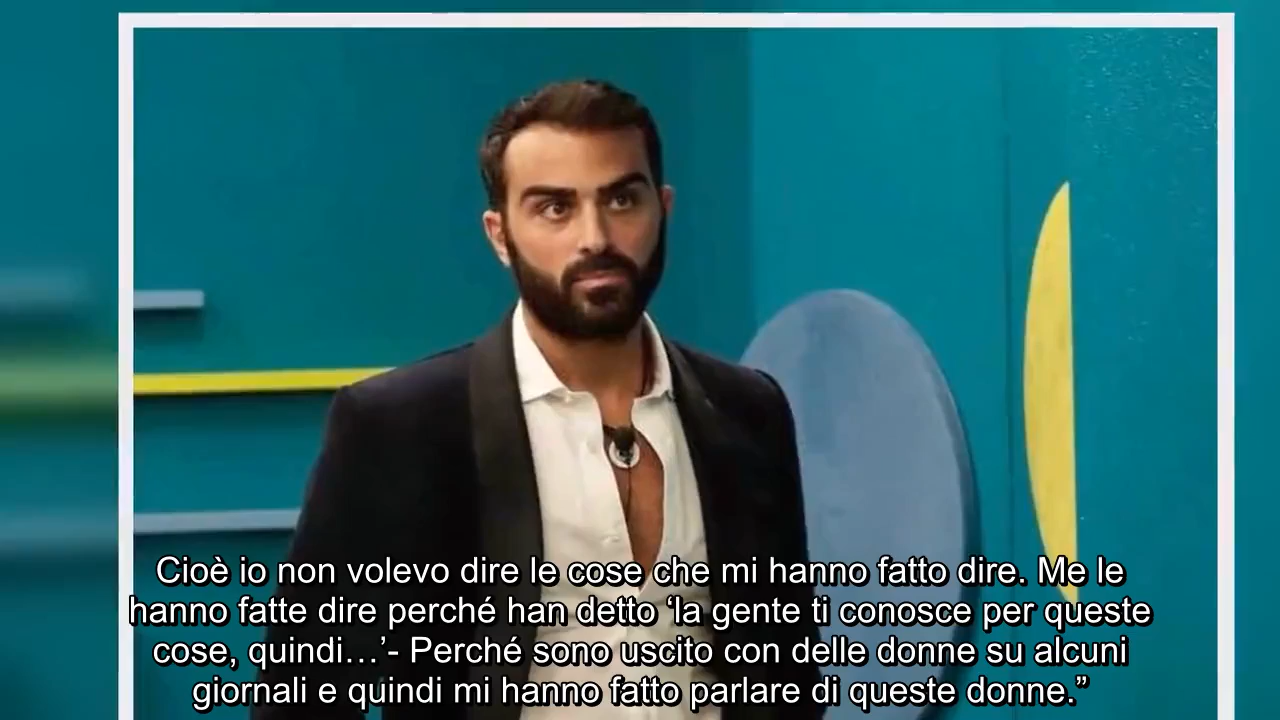 Cioè io non volevo dire le cose che mi hanno fatto dire. Me le
hanno fatte dire perché han detto ‘la gente ti conosce per queste
cose, quindi…’- Perché sono uscito con delle donne su alcuni
giornali e quindi mi hanno fatto parlare di queste donne.”